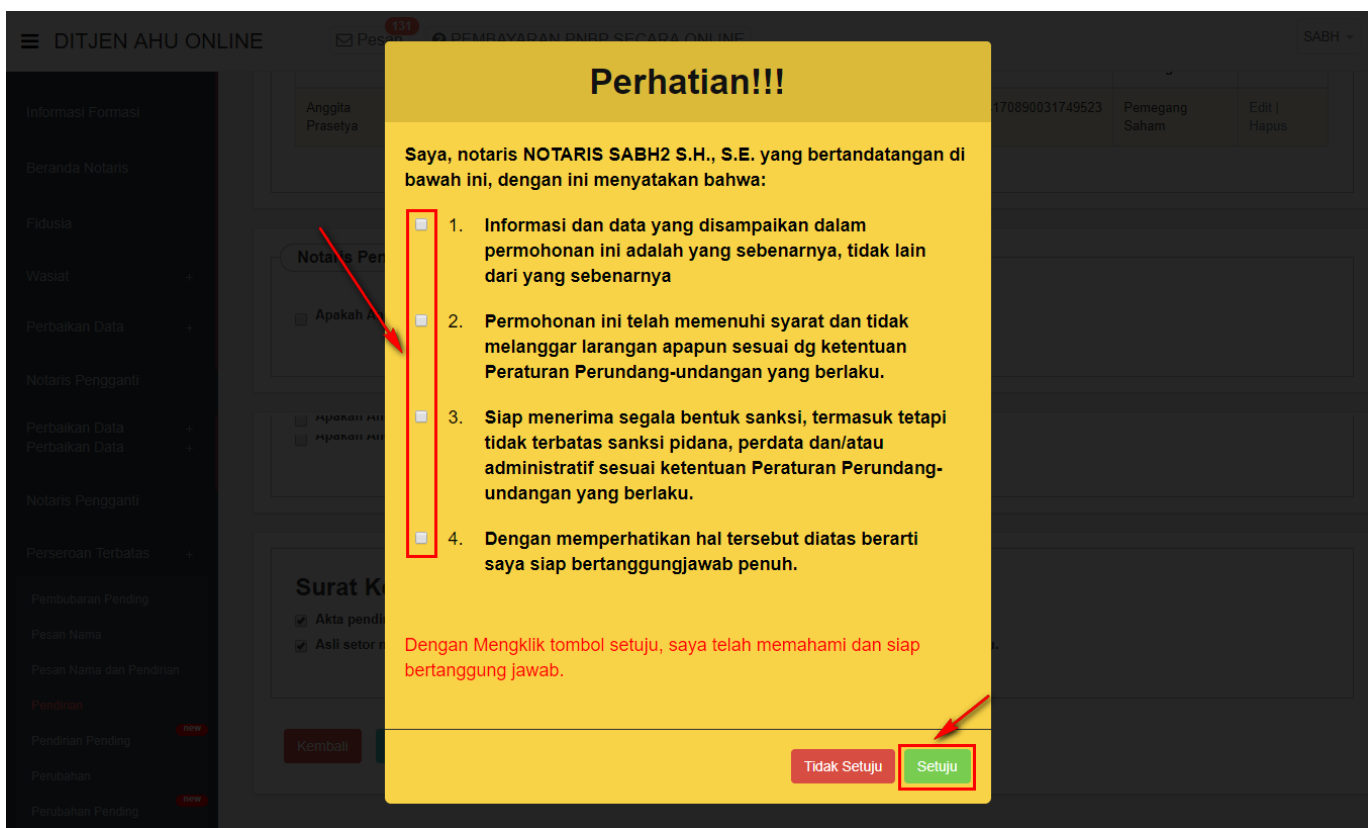 DITJEN AHU ONLINE
Pesan
131
PEMBAYARAN PNBP SECARA ONLINE
SABH
Informasi Formasi
Beranda Notaris
Fidusia
Wasiat +
Perbaikan Data +
Notaris Pengganti
Perbaikan Data +
Perbaikan Data +
Notaris Pengganti
Perseroan Terbatas +
Pembubaran Pending
Pesan Nama
Pesan Nama dan Pendirian
Pendirian
Pendirian Pending new
Perubahan
Perubahan Pending new
Anggita
Prasetya
170890031749523
Pemegang
Saham
Edit |
Hapus
Notaris Pen
Apakah An
Apakah An
Apakah An
Surat K
Akta pendi
Asli setor m
Kembali
Perhatian!!!
Saya, notaris NOTARIS SABH2 S.H., S.E. yang bertandatangan di
bawah ini, dengan ini menyatakan bahwa:
1. Informasi dan data yang disampaikan dalam
permohonan ini adalah yang sebenarnya, tidak lain
dari yang sebenarnya
2. Permohonan ini telah memenuhi syarat dan tidak
melanggar larangan apapun sesuai dg ketentuan
Peraturan Perundang-undangan yang berlaku.
3. Siap menerima segala bentuk sanksi, termasuk tetapi
tidak terbatas sanksi pidana, perdata dan/atau
administratif sesuai ketentuan Peraturan Perundang-
undangan yang berlaku.
4. Dengan memperhatikan hal tersebut diatas berarti
saya siap bertanggungjawab penuh.
Dengan Mengklik tombol setuju, saya telah memahami dan siap
bertanggung jawab.
Tidak Setuju
Setuju